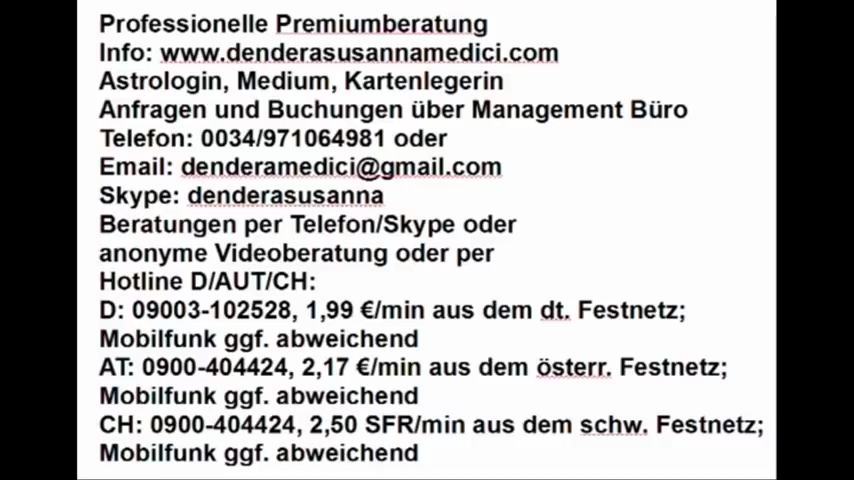 Professionelle Premiumberatung
Info: www.denderasusannamedici.com
Astrologin, Medium, Kartenlegerin
Anfragen und Buchungen über Management Büro
Telefon: 0034/971064981 oder
Email: denderamedici@gmail.com
Skype: denderasusanna
Beratungen per Telefon/Skype oder
anonyme Videoberatung oder per
Hotline D/AUT/CH:
D: 09003-102528, 1,99 €/min aus dem dt. Festnetz;
Mobilfunk ggf. abweichend
AT: 0900-404424, 2,17 €/min aus dem österr. Festnetz;
Mobilfunk ggf. abweichend
CH: 0900-404424, 2,50 SFR/min aus dem schw. Festnetz;
Mobilfunk ggf. abweichend